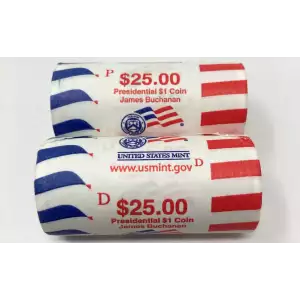 P
$25.00
Presidential $1 Coin
James Buchanan
UNITED STATES MINT
www.usmint.gov D
D
$25.00
Presidential $1 Coin
James Buchanan